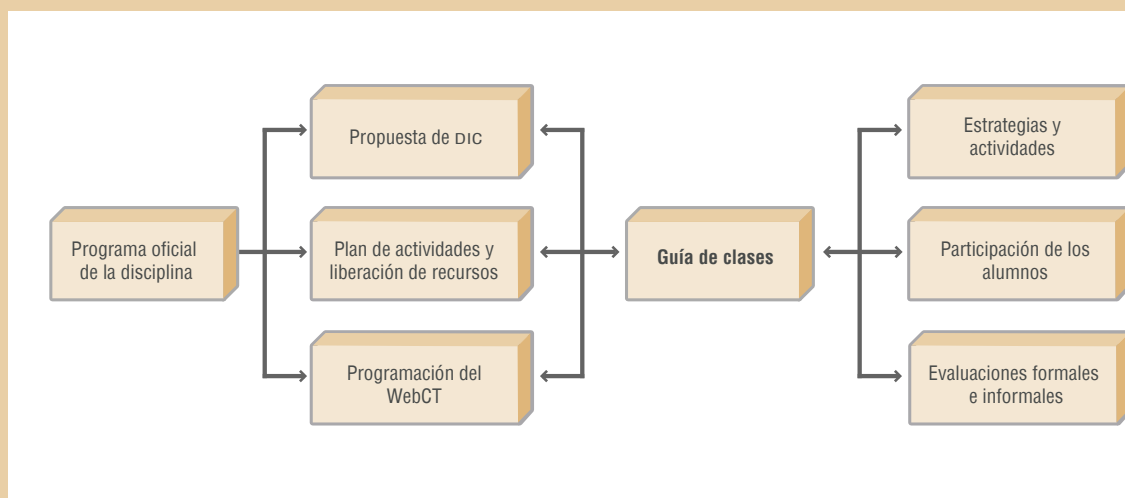 Programa oficial
de la disciplina
Propuesta de DIC
Plan de actividades y
liberación de recursos
Programación del
WebCT
Guía de clases
Estrategias y
actividades
Participación de los
alumnos
Evaluaciones formales
e informales